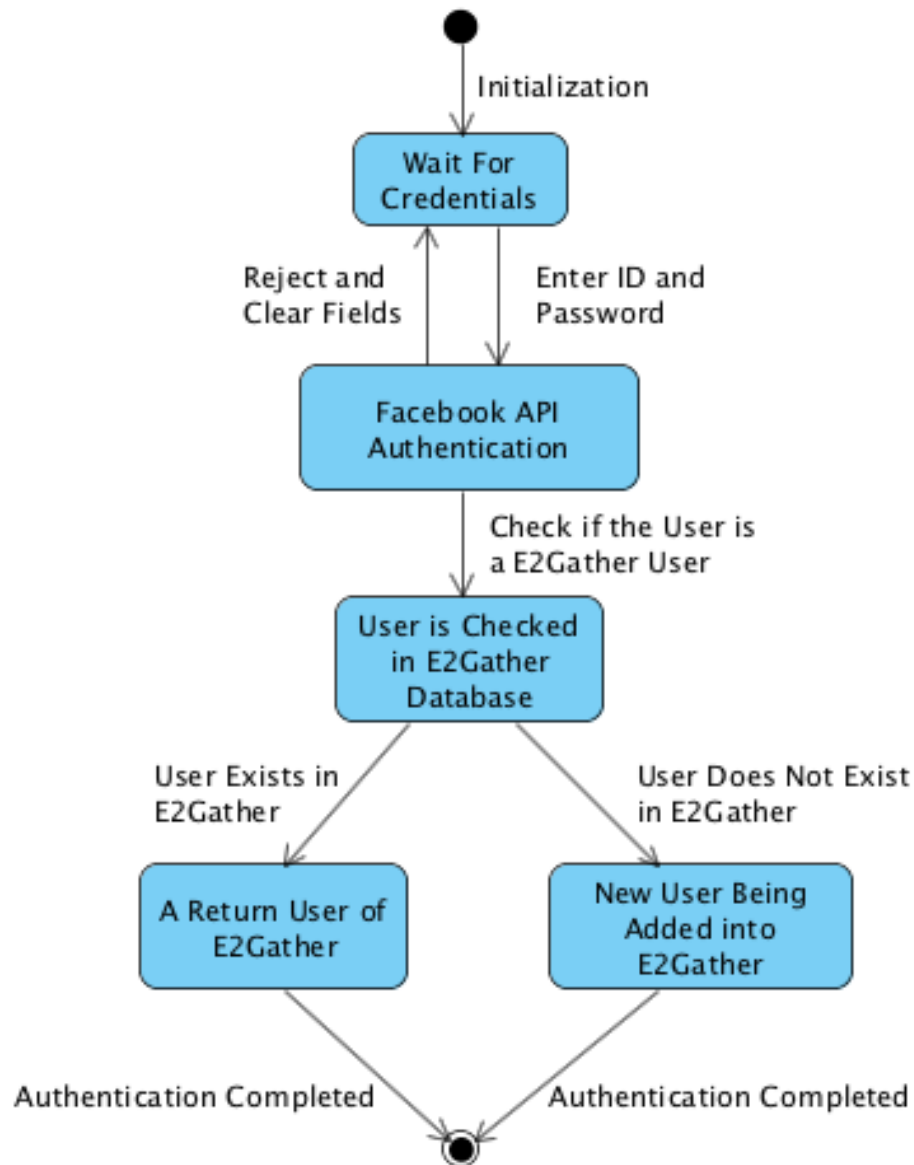 Initialization
Wait For
Credentials
Reject and
Clear Fields
Enter ID and
Password
Facebook API
Authentication
Check if the User is
a E2Gather User
User is Checked
in E2Gather
Database
User Exists in
E2Gather
User Does Not Exist
in E2Gather
A Return User of
E2Gather
New User Being
Added into
E2Gather
Authentication Completed
Authentication Completed